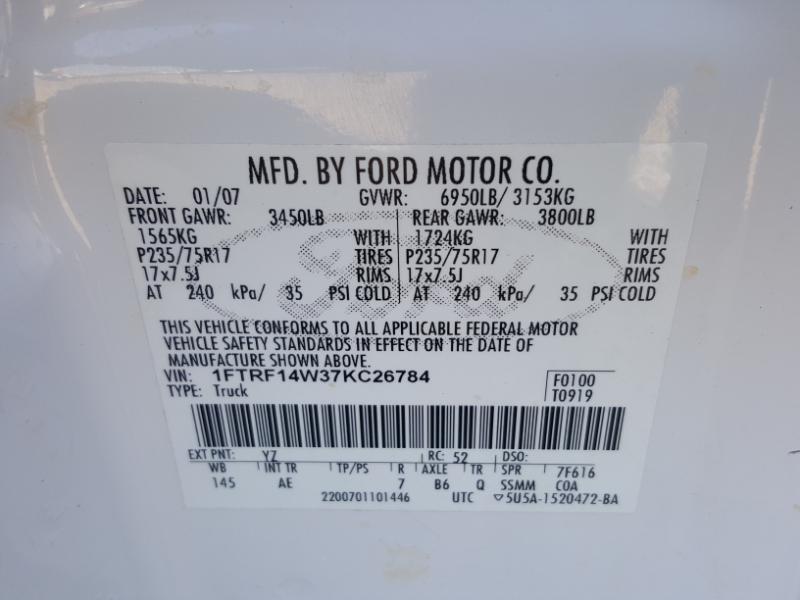 MFD. BY FORD MOTOR CO.
DATE: 01/07 GVWR: 6950LB/ 3153KG
FRONT GAWR: 3450LB REAR GAWR: 3800LB
1565KG WITH 1724KG WITH
P235/75R17 TIRES P235/75R17 TIRES
17x7.5J RIMS 17x7.5J RIMS
AT 240 kPa/ 35 PSI COLD AT 240 kPa/ 35 PSI COLD
Ford
THIS VEHICLE CONFORMS TO ALL APPLICABLE FEDERAL MOTOR
VEHICLE SAFETY STANDARDS IN EFFECT ON THE DATE OF
MANUFACTURE SHOWN ABOVE.
VIN: 1FTRF14W37KC26784 F0100
TYPE: Truck T0919
EXT PNT: YZ RC: 52 DSO:
WB INT TR TP/PS R AXLE TR SPR 7F616
145 AE 7 B6 Q SSMM COA
2200701101446 UTC ▽5U5A-1520472-BA